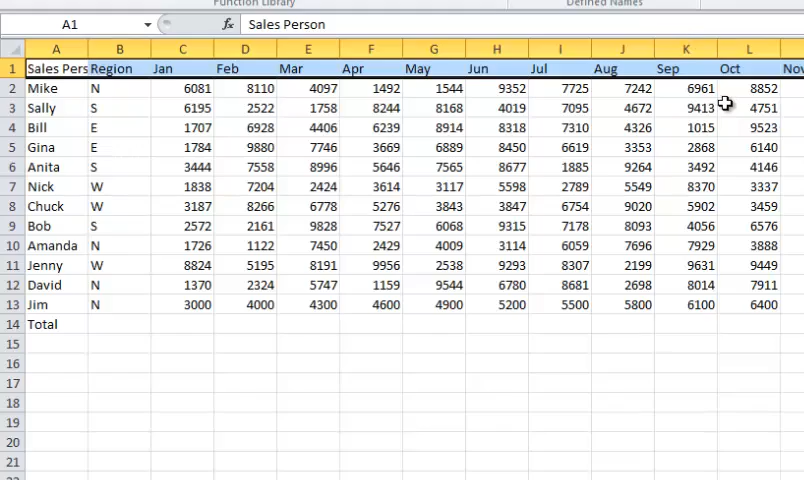 Function Library Defined Names
A1 fx Sales Person
A B C D E F G H I J K L
1 Sales Pers Region Jan Feb Mar Apr May Jun Jul Aug Sep Oct Nov
2 Mike N 6081 8110 4097 1492 1544 9352 7725 7242 6961 8852
3 Sally S 6195 2522 1758 8244 8168 4019 7095 4672 9413 4751
4 Bill E 1707 6928 4406 6239 8914 8318 7310 4326 1015 9523
5 Gina E 1784 9880 7746 3669 6889 8450 6619 3353 2868 6140
6 Anita S 3444 7558 8996 5646 7565 8677 1885 9264 3492 4146
7 Nick W 1838 7204 2424 3614 3117 5598 2789 5549 8370 3337
8 Chuck W 3187 8266 6778 5276 3843 3847 6754 9020 5902 3459
9 Bob S 2572 2161 9828 7527 6068 9315 7178 8093 4056 6576
10 Amanda N 1726 1122 7450 2429 4009 3114 6059 7696 7929 3888
11 Jenny W 8824 5195 8191 9956 2538 9293 8307 2199 9631 9449
12 David N 1370 2324 5747 1159 9544 6780 8681 2698 8014 7911
13 Jim N 3000 4000 4300 4600 4900 5200 5500 5800 6100 6400
14 Total
15
16
17
18
19
20
21